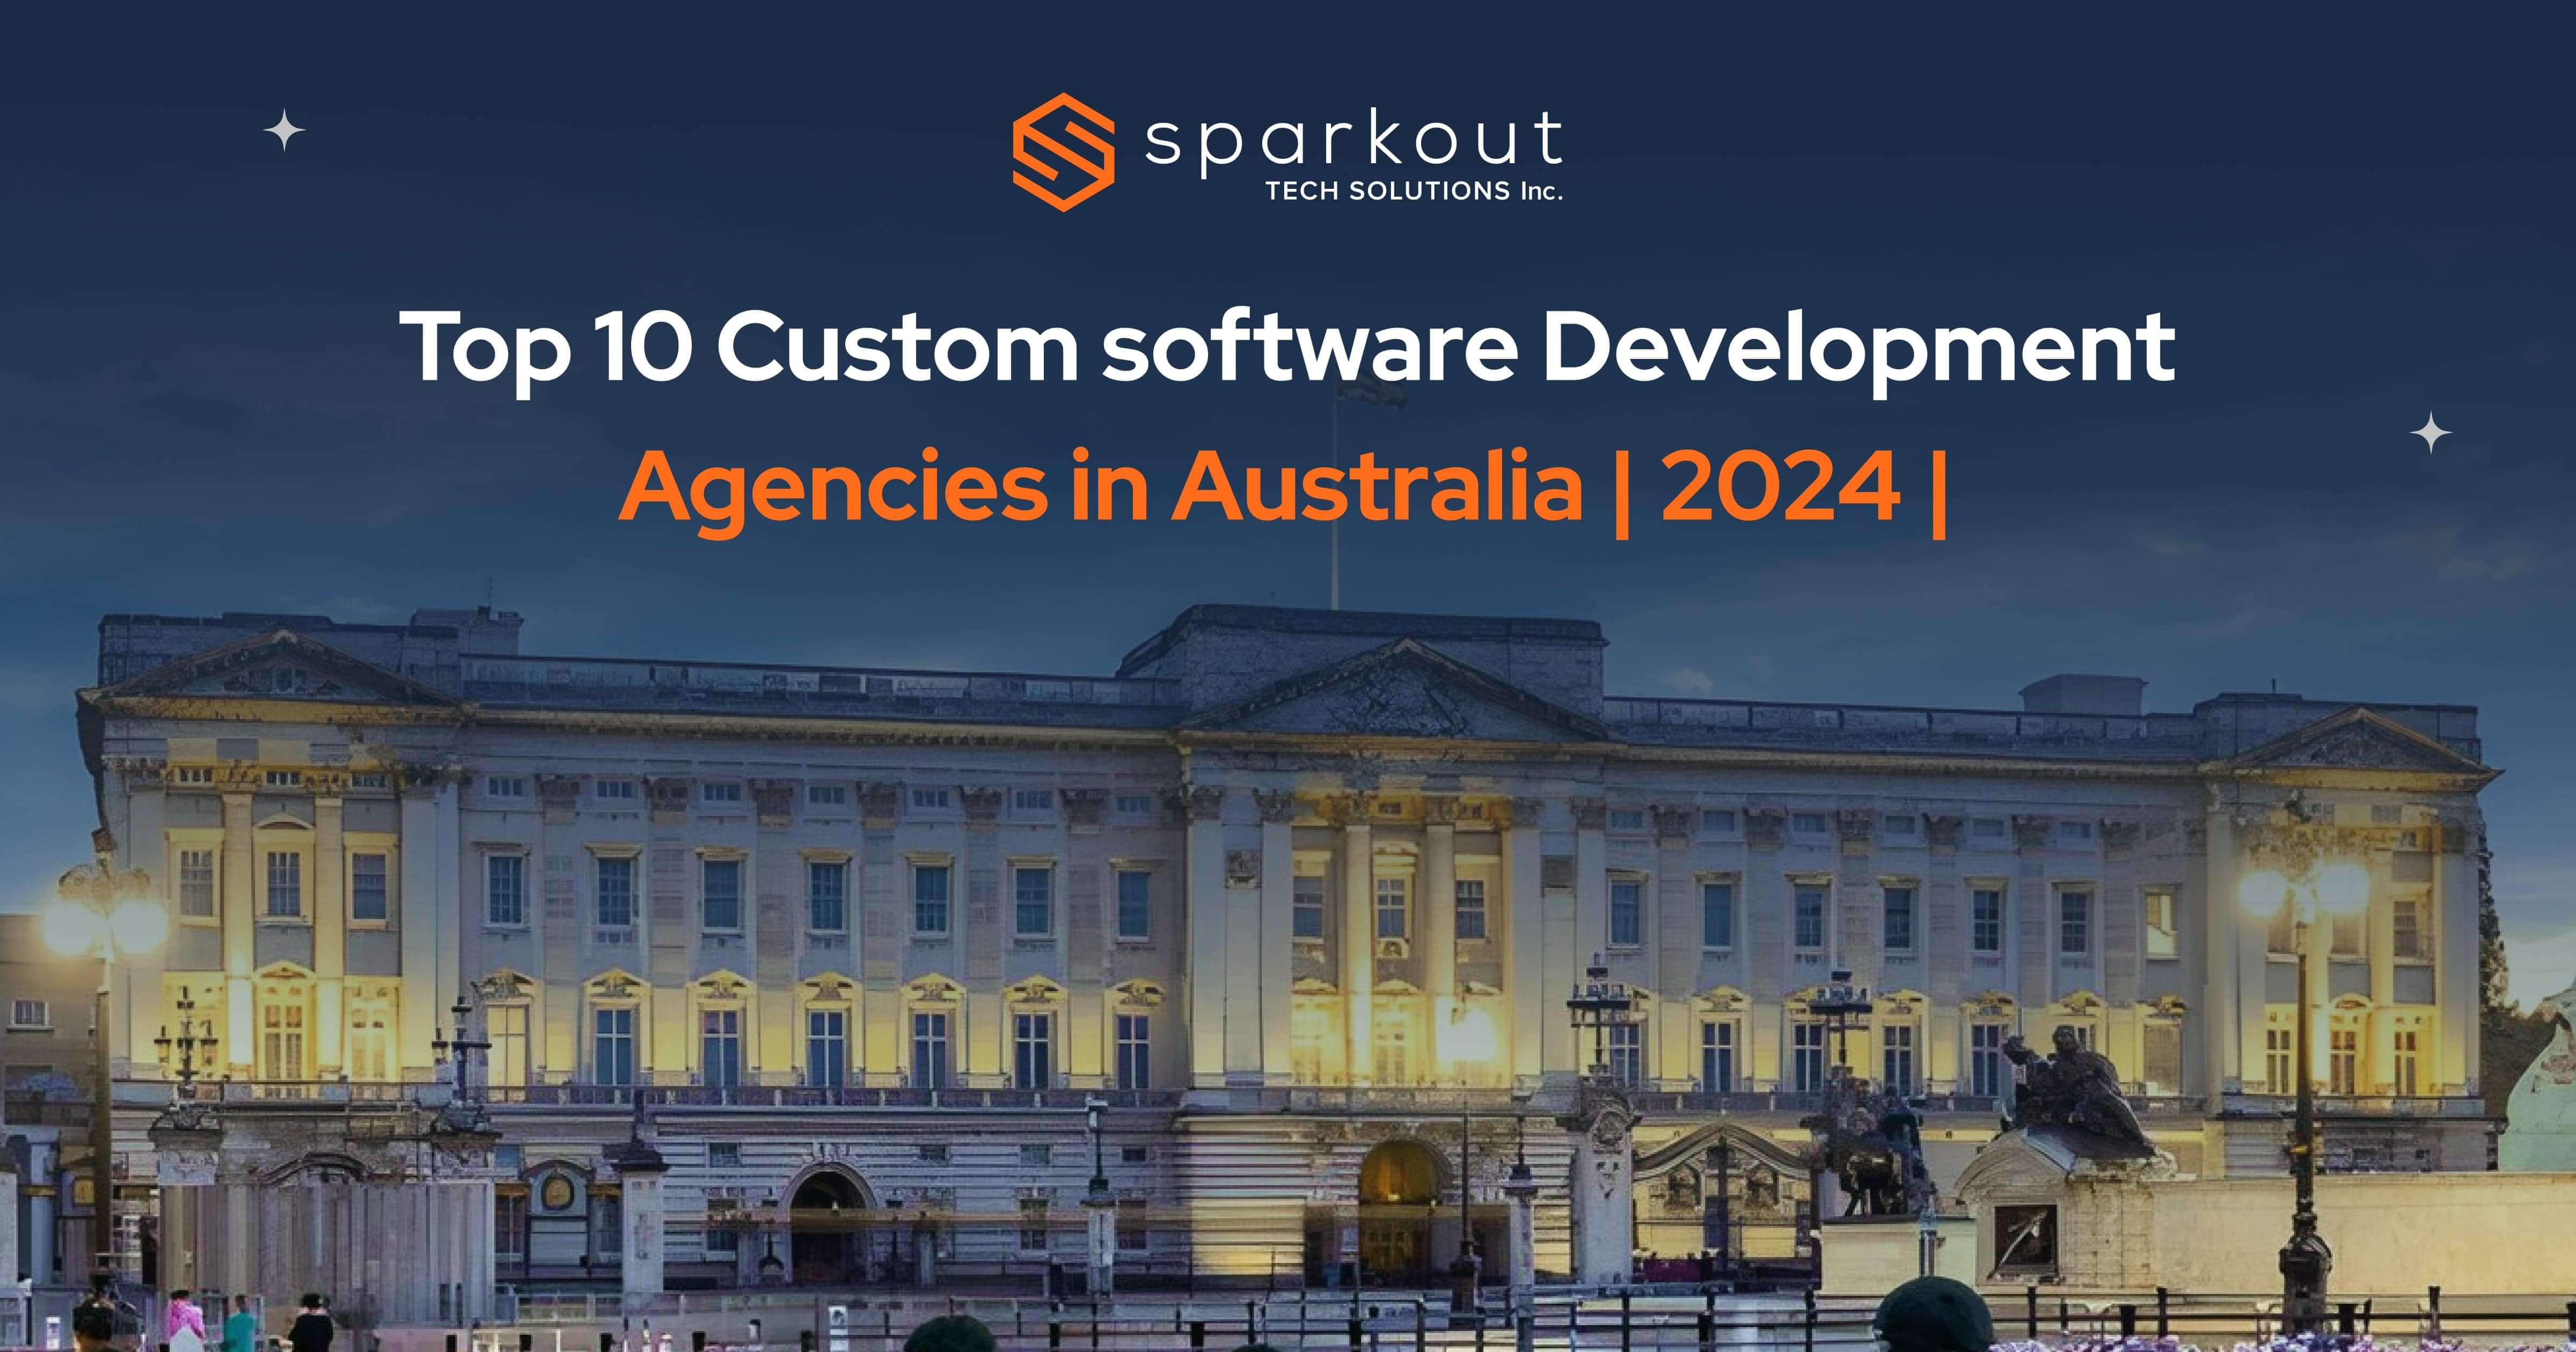 sparkout
TECH SOLUTIONS Inc.
Top 10 Custom software Development
Agencies in Australia | 2024 |